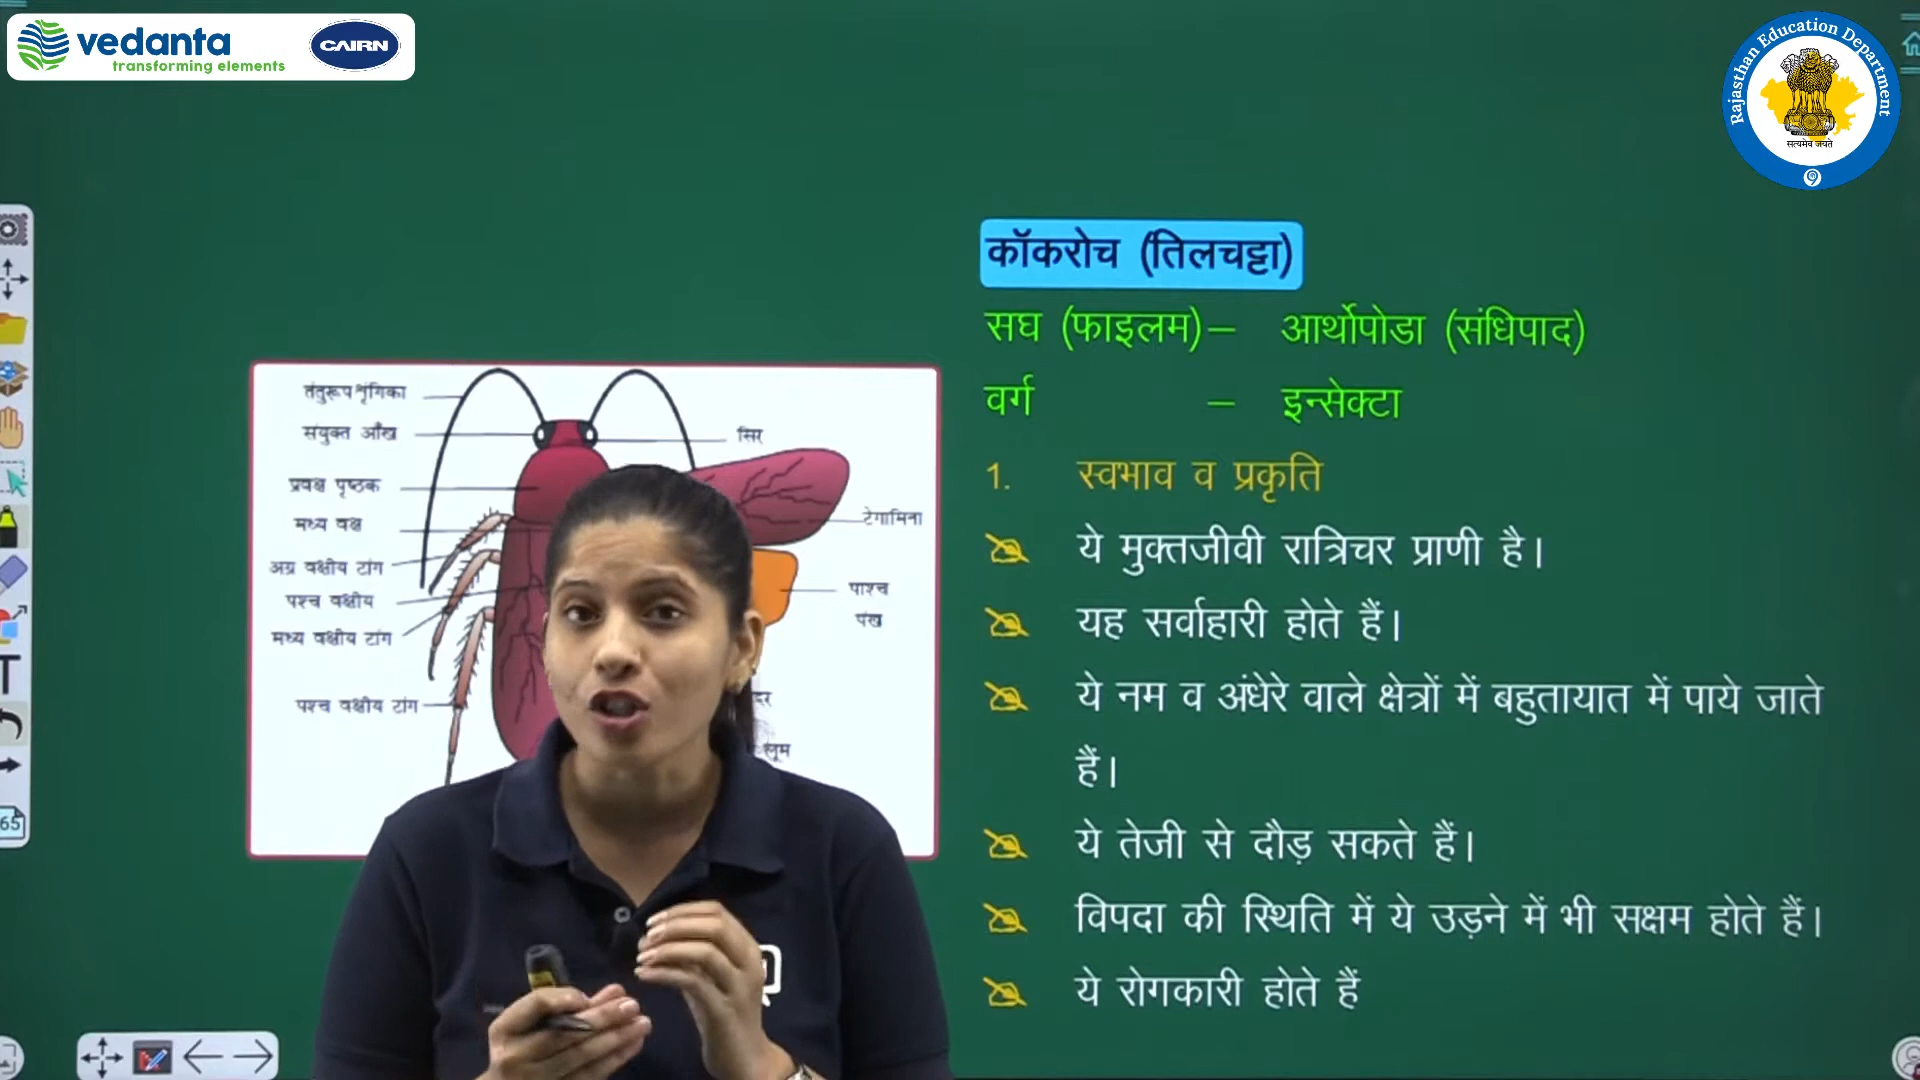 vedanta
transforming elements
CAIRN
Rajasthan Education Department
सत्यमेव जयते
कॉकरोच (तिलचट्टा)
सघ (फाइलम)– आर्थोपोडा (संधिपाद)
वर्ग – इन्सेक्टा
1. स्वभाव व प्रकृति
ये मुक्तजीवी रात्रिचर प्राणी है।
यह सर्वाहारी होते हैं।
ये नम व अंधेरे वाले क्षेत्रों में बहुतायात में पाये जाते
हैं।
ये तेजी से दौड़ सकते हैं।
विपदा की स्थिति में ये उड़ने में भी सक्षम होते हैं।
ये रोगकारी होते हैं
तंतुरूप शृंगिका
संयुक्त आँख
सिर
प्रवक्ष पृष्ठक
मध्य वक्ष
टेगामिना
अग्र वक्षीय टांग
पश्च वक्षीय
मध्य वक्षीय टांग
पाश्च
पंख
पश्च वक्षीय टांग
65